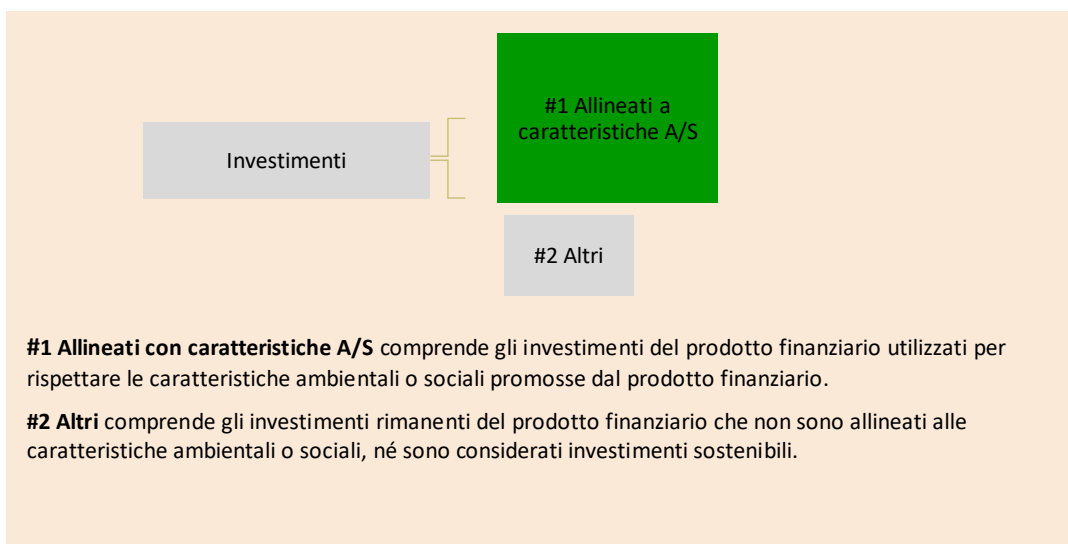 #1 Allineati a
caratteristiche A/S
Investimenti
#2 Altri
#1 Allineati con caratteristiche A/S comprende gli investimenti del prodotto finanziario utilizzati per
rispettare le caratteristiche ambientali o sociali promosse dal prodotto finanziario.
#2 Altri comprende gli investimenti rimanenti del prodotto finanziario che non sono allineati alle
caratteristiche ambientali o sociali, né sono considerati investimenti sostenibili.